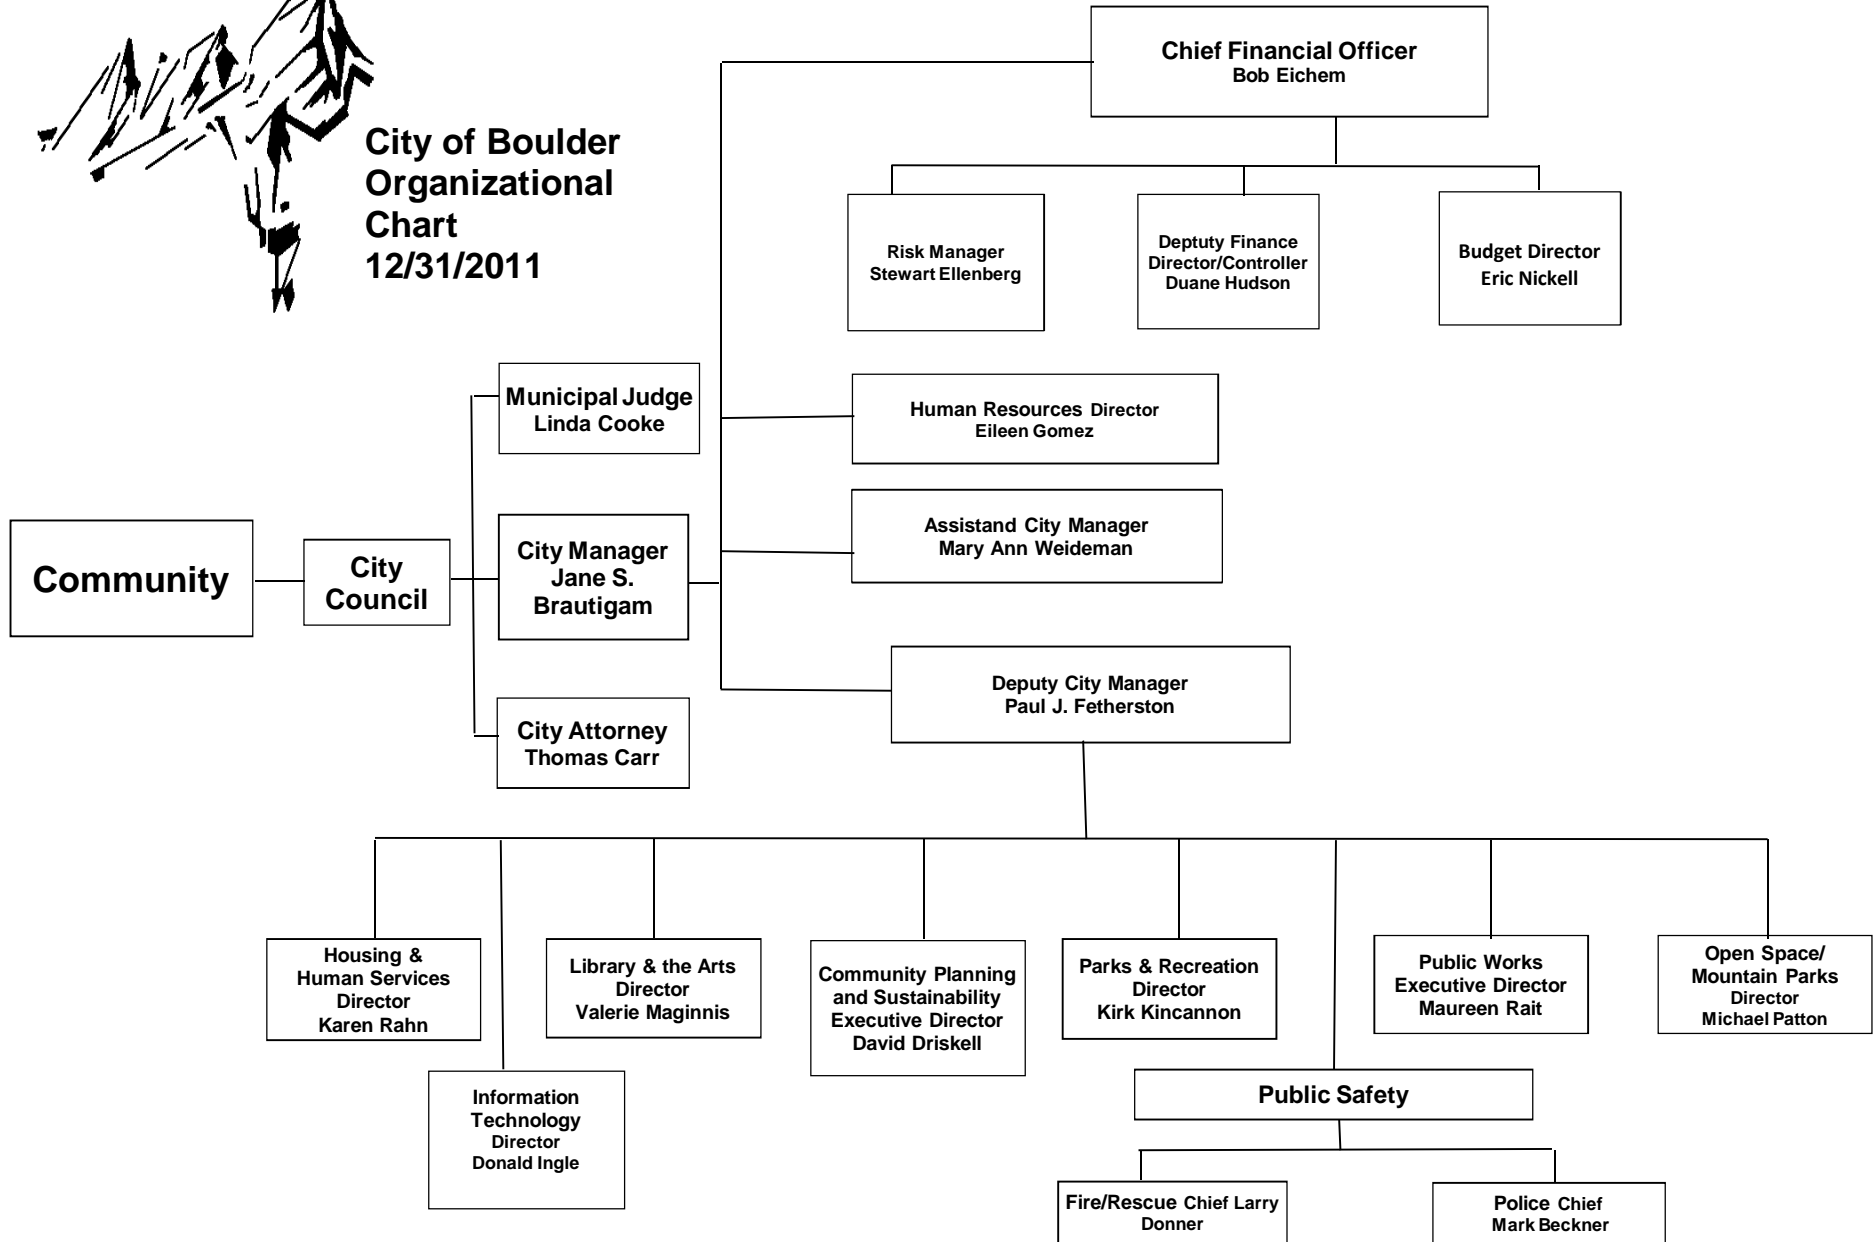 City of Boulder
Organizational
Chart
12/31/2011
Chief Financial Officer
Bob Eichem
Risk Manager
Stewart Ellenberg
Deptuty Finance
Director/Controller
Duane Hudson
Budget Director
Eric Nickell
Municipal Judge
Linda Cooke
Human Resources Director
Eileen Gomez
Community
City
Council
City Manager
Jane S.
Brautigam
Assistand City Manager
Mary Ann Weideman
Deputy City Manager
Paul J. Fetherston
City Attorney
Thomas Carr
Housing &
Human Services
Director
Karen Rahn
Library & the Arts
Director
Valerie Maginnis
Community Planning
and Sustainability
Executive Director
David Driskell
Parks & Recreation
Director
Kirk Kincannon
Public Works
Executive Director
Maureen Rait
Open Space/
Mountain Parks
Director
Michael Patton
Information
Technology
Director
Donald Ingle
Public Safety
Fire/Rescue Chief Larry
Donner
Police Chief
Mark Beckner